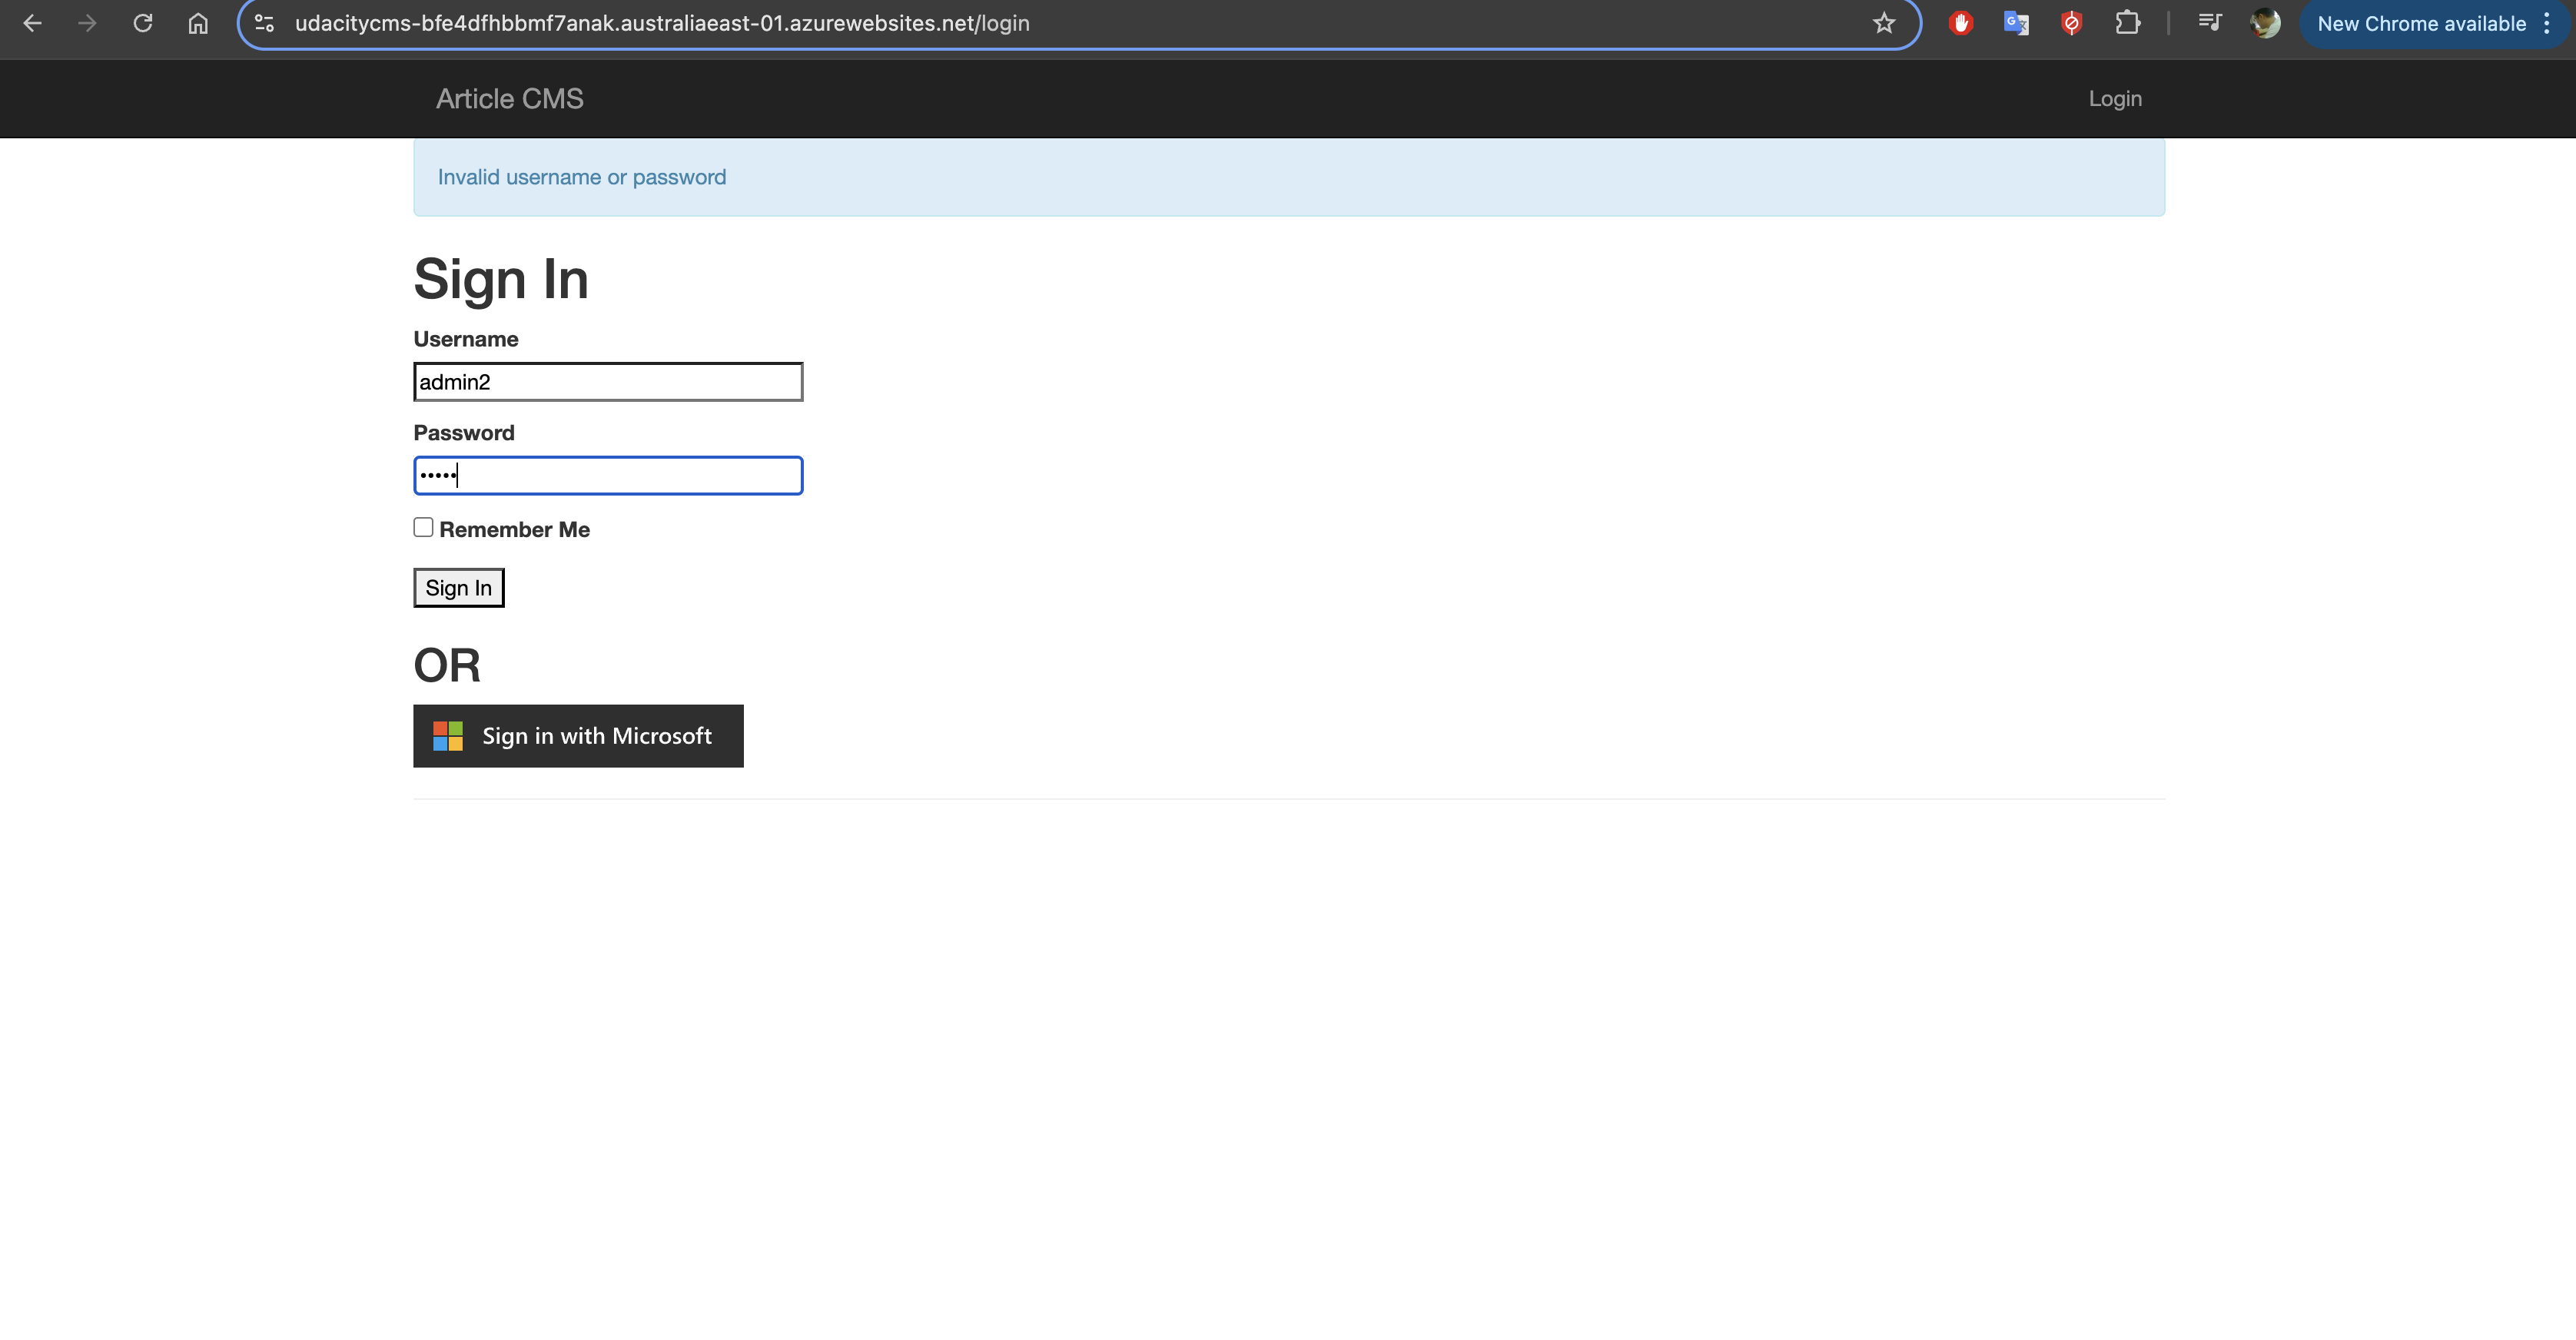 udacitycms-bfe4dfhbbmf7anak.australiaeast-01.azurewebsites.net/login
New Chrome available
Article CMS
Login
Invalid username or password
Sign In
Username
admin2
Password
•••••
Remember Me
Sign In
OR
Sign in with Microsoft